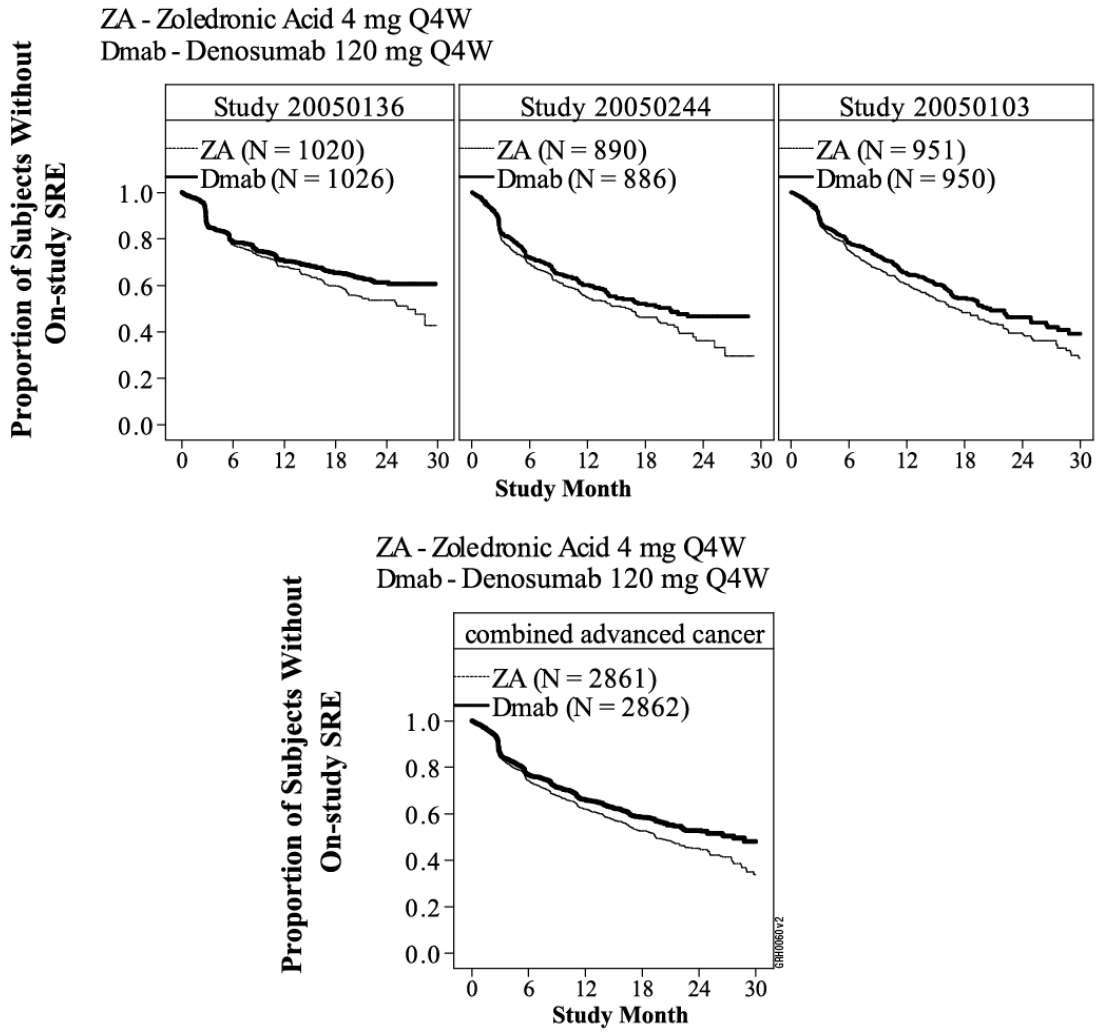 ZA - Zoledronic Acid 4 mg Q4W
Dmab - Denosumab 120 mg Q4W
Proportion of Subjects Without
On-study SRE
Study 20050136
Study 20050244
Study 20050103
ZA (N = 1020)
Dmab (N = 1026)
ZA (N = 890)
Dmab (N = 886)
ZA (N = 951)
Dmab (N = 950)
1.0
0.8
0.6
0.4
0.2
0.0
0 6 12 18 24 30
0 6 12 18 24 30
0 6 12 18 24 30
Study Month
ZA - Zoledronic Acid 4 mg Q4W
Dmab - Denosumab 120 mg Q4W
Proportion of Subjects Without
On-study SRE
combined advanced cancer
ZA (N = 2861)
Dmab (N = 2862)
1.0
0.8
0.6
0.4
0.2
0.0
0 6 12 18 24 30
Study Month
GRH0060v2